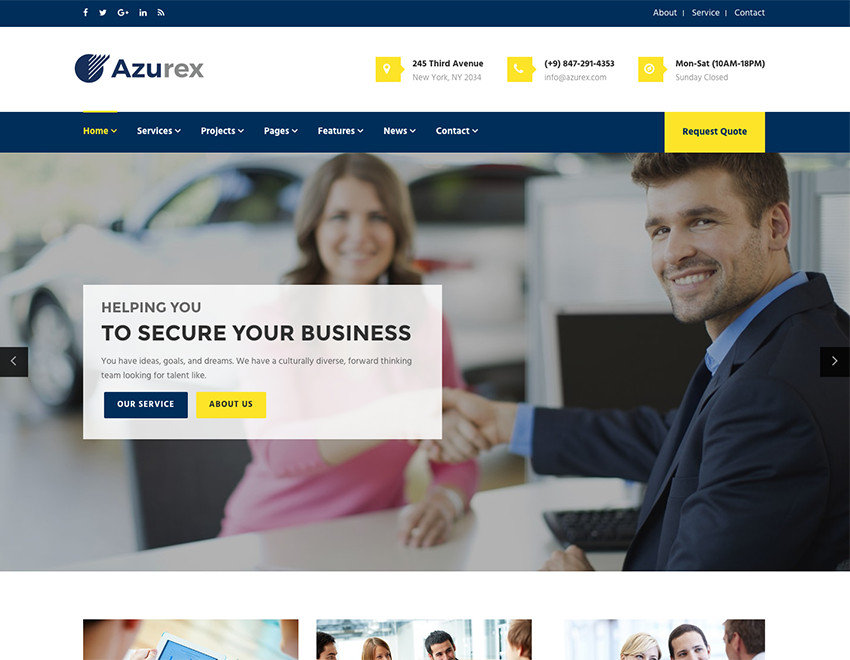 About | Service | Contact
Azurex
245 Third Avenue
New York, NY 2034
(+9) 847-291-4353
info@azurex.com
Mon-Sat (10AM-18PM)
Sunday Closed
Home Services Projects Pages Features News Contact
Request Quote
HELPING YOU
TO SECURE YOUR BUSINESS
You have ideas, goals, and dreams. We have a culturally diverse, forward thinking
team looking for talent like.
OUR SERVICE ABOUT US